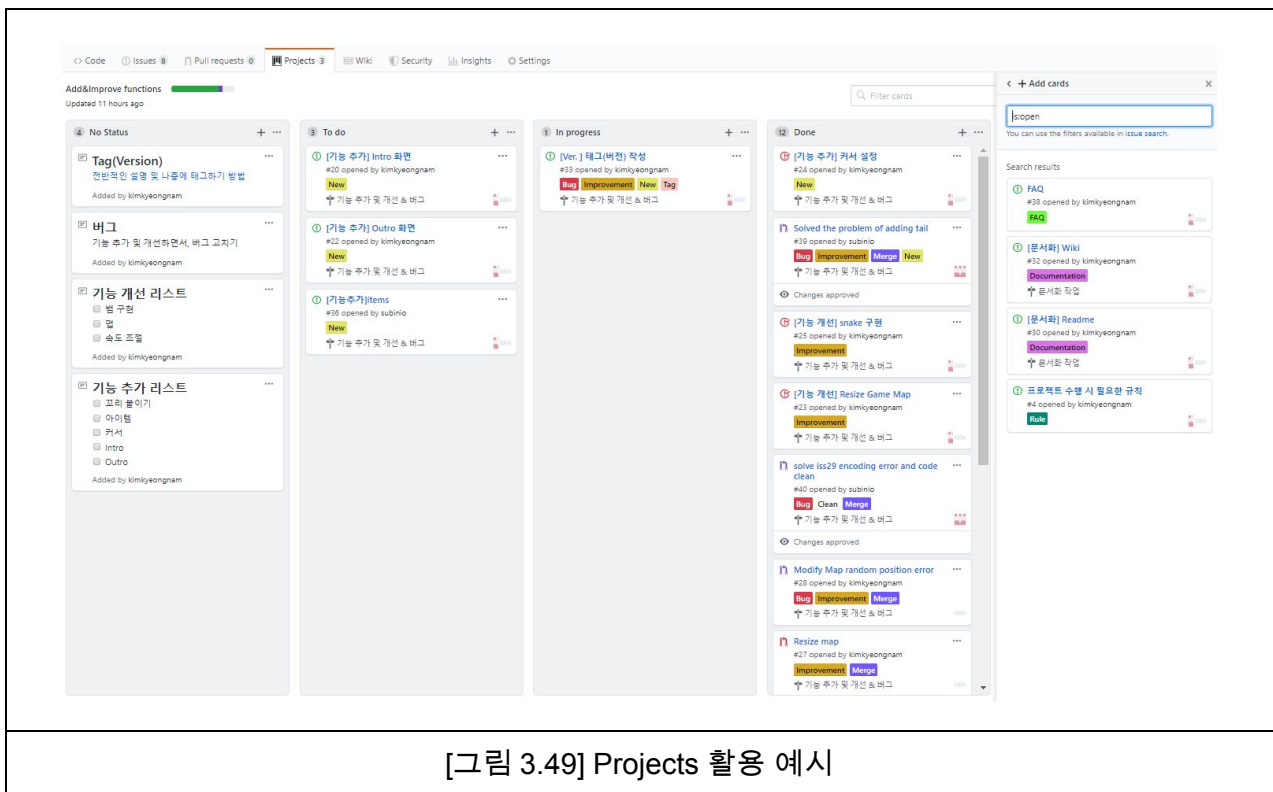 Code Issues 8 Pull requests 0 Projects 3 Wiki Security Insights Settings
Add&Improve functions
Updated 11 hours ago
Filter cards
4 No Status + ...
Tag(Version) ...
전반적인 설명 및 나중에 태그하기 방법
Added by kimkyeongnam
버그 ...
기능 추가 및 개선하면서, 버그 고치기
Added by kimkyeongnam
기능 개선 리스트 ...
뱀 구현
맵
속도 조절
Added by kimkyeongnam
기능 추가 리스트 ...
꼬리 붙이기
아이템
커서
Intro
Outro
Added by kimkyeongnam
3 To do + ...
[기능 추가] Intro 화면 ...
#20 opened by kimkyeongnam
New
기능 추가 및 개선 & 버그
[기능 추가] Outro 화면 ...
#22 opened by kimkyeongnam
New
기능 추가 및 개선 & 버그
[기능추가]items ...
#36 opened by subinio
New
기능 추가 및 개선 & 버그
1 In progress + ...
[Ver. ] 태그(버전) 작성 ...
#33 opened by kimkyeongnam
Bug Improvement New Tag
기능 추가 및 개선 & 버그
12 Done + ...
[기능 추가] 커서 설정 ...
#24 opened by kimkyeongnam
New
기능 추가 및 개선 & 버그
Solved the problem of adding tail ...
#39 opened by subinio
Bug Improvement Merge New
기능 추가 및 개선 & 버그
Changes approved
[기능 개선] snake 구현 ...
#25 opened by kimkyeongnam
Improvement
기능 추가 및 개선 & 버그
[기능 개선] Resize Game Map ...
#23 opened by kimkyeongnam
Improvement
기능 추가 및 개선 & 버그
solve iss29 encoding error and code ...
clean
#40 opened by subinio
Bug Clean Merge
기능 추가 및 개선 & 버그
Changes approved
Modify Map random position error ...
#28 opened by kimkyeongnam
Bug Improvement Merge
기능 추가 및 개선 & 버그
Resize map ...
#27 opened by kimkyeongnam
Improvement Merge
기능 추가 및 개선 & 버그
< + Add cards ×
is:open
You can use the filters available in issue search.
Search results
FAQ
#38 opened by kimkyeongnam
FAQ
[문서화] Wiki
#32 opened by kimkyeongnam
Documentation
문서화 작업
[문서화] Readme
#30 opened by kimkyeongnam
Documentation
문서화 작업
프로젝트 수행 시 필요한 규칙
#4 opened by kimkyeongnam
Rule
[그림 3.49] Projects 활용 예시